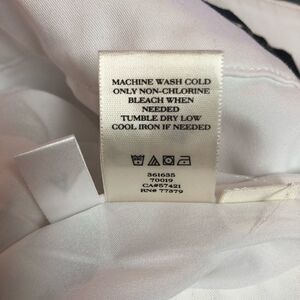 MACHINE WASH COLD
ONLY NON-CHLORINE
BLEACH WHEN
NEEDED
TUMBLE DRY LOW
COOL IRON IF NEEDED
361635
70019
CA#57421
RN# 77379